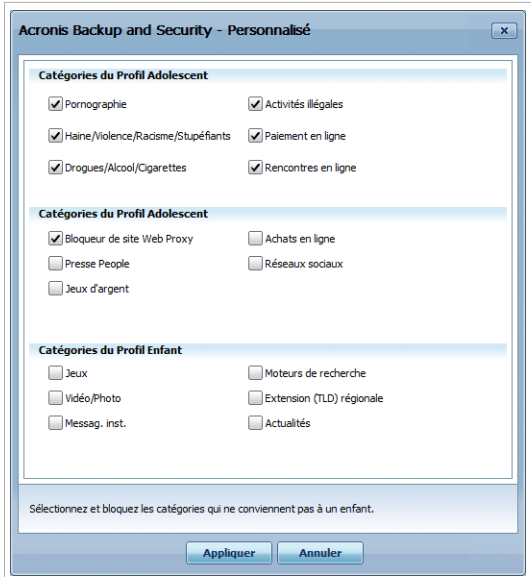 Acronis Backup and Security - Personnalisé
Catégories du Profil Adolescent
Pornographie
Activités illégales
Haine/Violence/Racisme/Stupéfiants
Paiement en ligne
Drogues/Alcool/Cigarettes
Rencontres en ligne
Catégories du Profil Adolescent
Bloqueur de site Web Proxy
Achats en ligne
Presse People
Réseaux sociaux
Jeux d'argent
Catégories du Profil Enfant
Jeux
Moteurs de recherche
Vidéo/Photo
Extension (TLD) régionale
Messag. inst.
Actualités
Sélectionnez et bloquez les catégories qui ne conviennent pas à un enfant.
Appliquer
Annuler